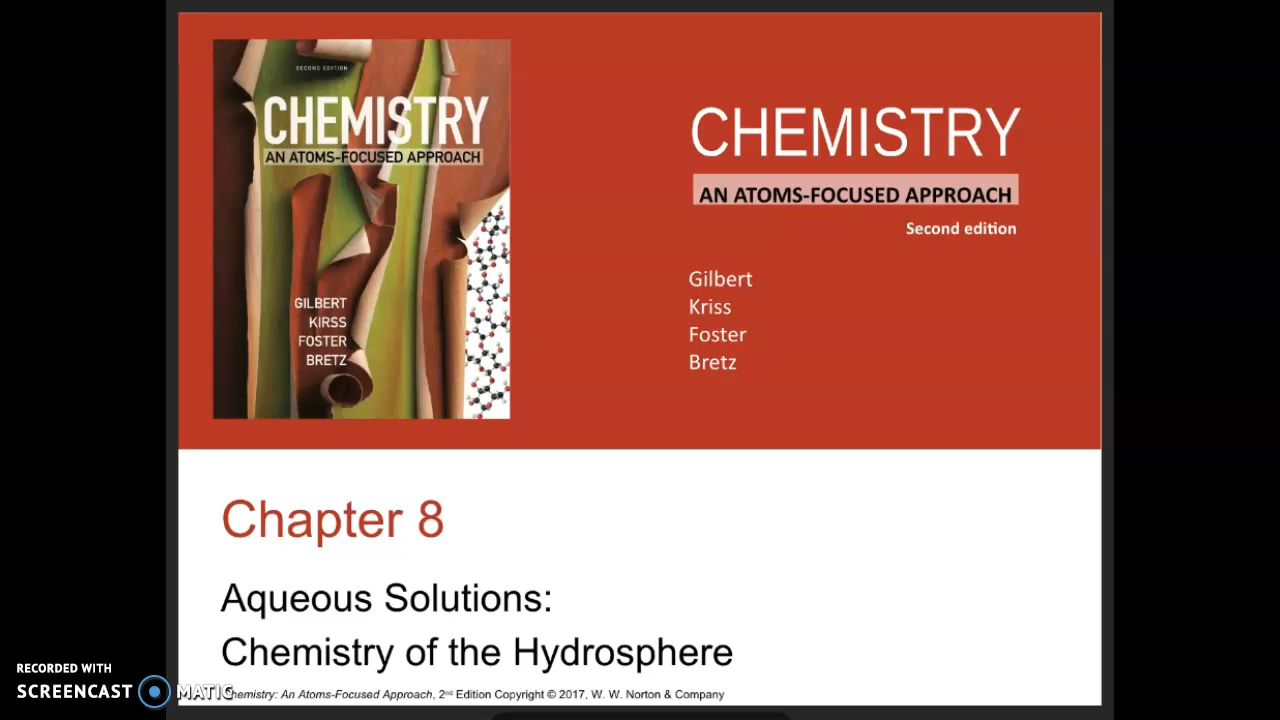 SECOND EDITION
CHEMISTRY
AN ATOMS-FOCUSED APPROACH
GILBERT
KIRSS
FOSTER
BRETZ
CHEMISTRY
AN ATOMS-FOCUSED APPROACH
Second edition
Gilbert
Kriss
Foster
Bretz
Chapter 8
Aqueous Solutions:
Chemistry of the Hydrosphere
Chemistry: An Atoms-Focused Approach, 2nd Edition Copyright © 2017, W. W. Norton & Company
RECORDED WITH
SCREENCAST MATIC